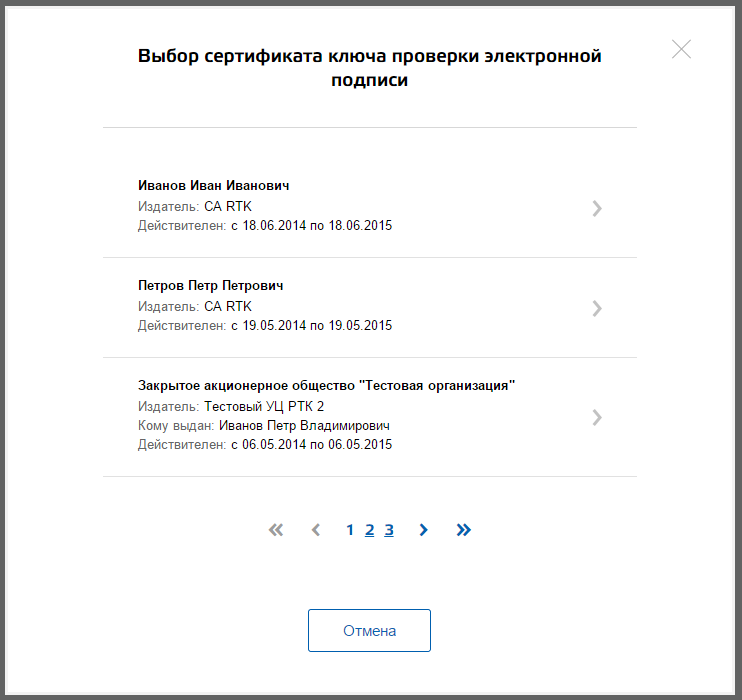 Выбор сертификата ключа проверки электронной
подписи
Иванов Иван Иванович
Издатель: CA RTK
Действителен: с 18.06.2014 по 18.06.2015
Петров Петр Петрович
Издатель: CA RTK
Действителен: с 19.05.2014 по 19.05.2015
Закрытое акционерное общество "Тестовая организация"
Издатель: Тестовый УЦ РТК 2
Кому выдан: Иванов Петр Владимирович
Действителен: с 06.05.2014 по 06.05.2015
1 2 3
Отмена